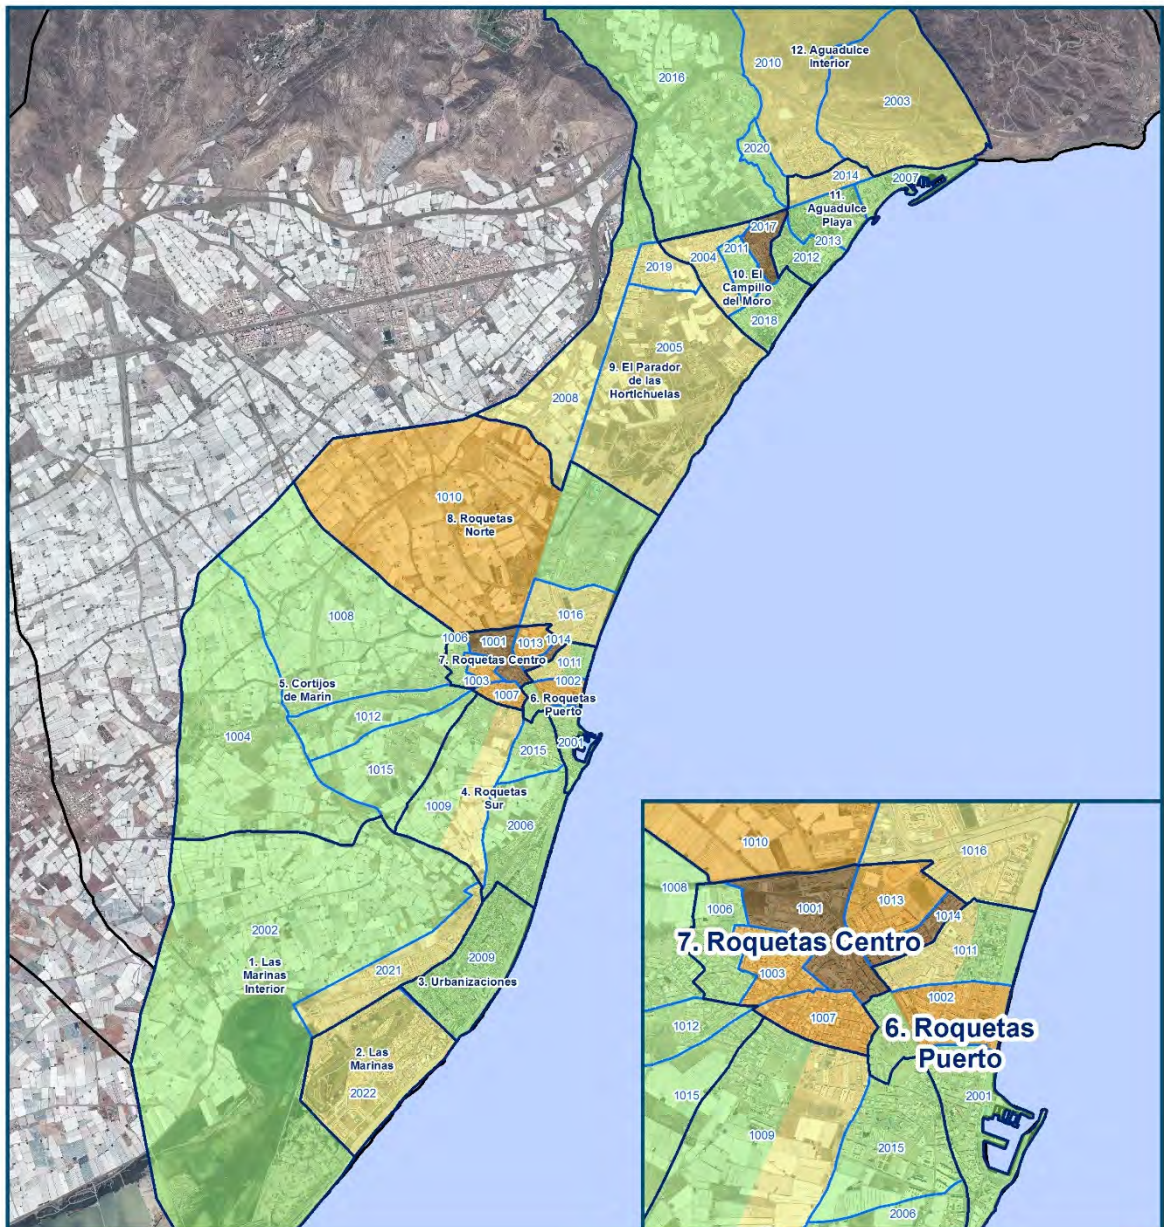 12. Aguadulce
Interior
2010
2016
2003
2020
2014
2007
11.
Aguadulce
Playa
2017
2011
2013
2004
2012
2019
10. El
Campillo
del Moro
2018
2005
9. El Parador
de las
Hortichuelas
2008
1010
8. Roquetas
Norte
1008
1016
1006
1001
1013
1014
7. Roquetas Centro
1011
1003
1002
5. Cortijos
de Marin
1007
6. Roquetas
Puerto
1012
1004
2001
2015
1015
4. Roquetas
Sur
1009
2006
2002
1. Las
Marinas
Interior
2009
2021
3. Urbanizaciones
2. Las
Marinas
2022
1010
1016
1008
1013
1006
1001
1014
7. Roquetas Centro
1011
1003
1002
1007
1012
6. Roquetas
Puerto
1015
2001
1009
2015
2006